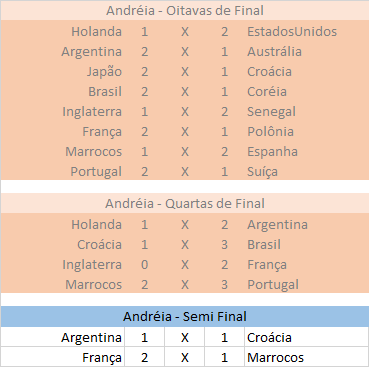 Andréia - Oitavas de Final
Holanda 1 X 2 EstadosUnidos
Argentina 2 X 1 Austrália
Japão 2 X 1 Croácia
Brasil 2 X 1 Coréia
Inglaterra 1 X 2 Senegal
França 2 X 1 Polônia
Marrocos 1 X 2 Espanha
Portugal 2 X 1 Suíça
Andréia - Quartas de Final
Holanda 1 X 2 Argentina
Croácia 1 X 3 Brasil
Inglaterra 0 X 2 França
Marrocos 2 X 3 Portugal
Andréia - Semi Final
Argentina 1 X 1 Croácia
França 2 X 1 Marrocos